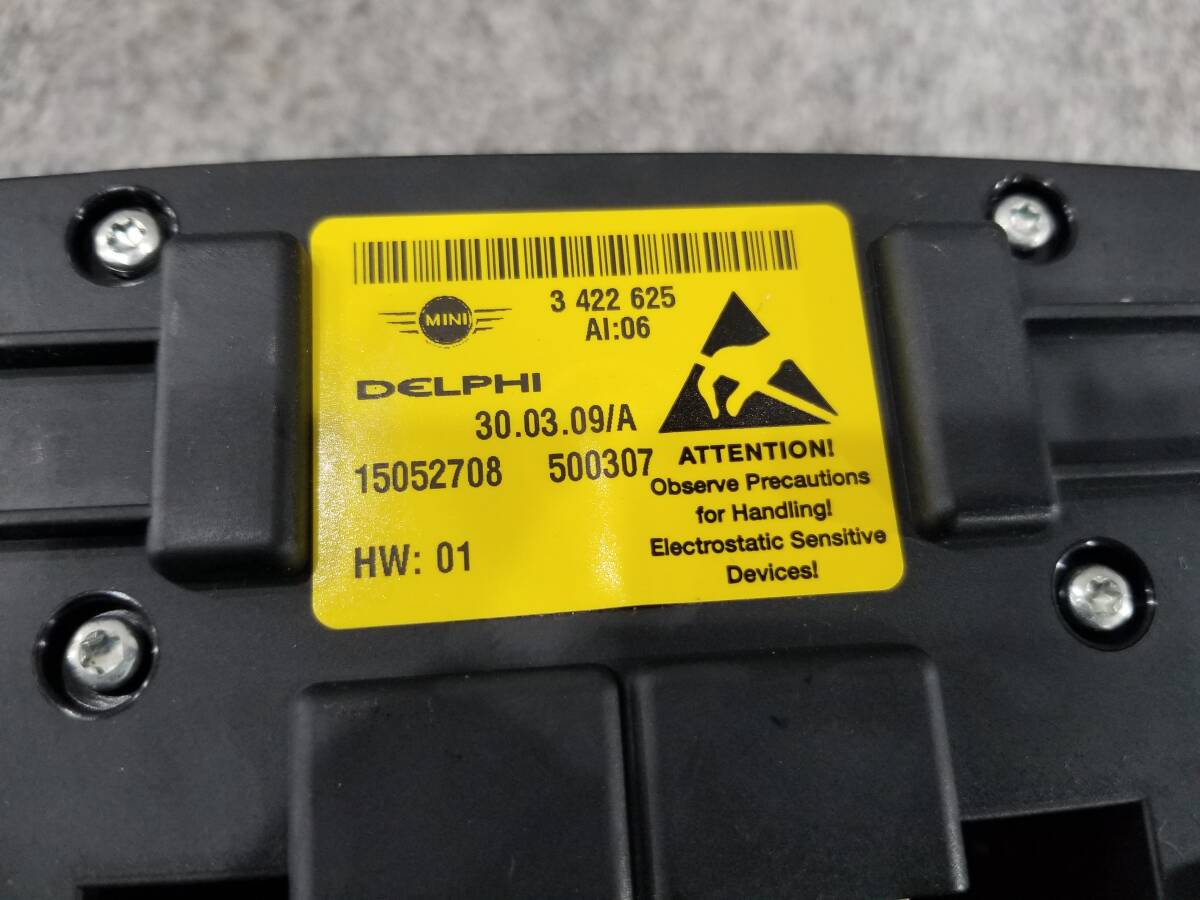 3 422 625
MINI
AI:06
DELPHI
30.03.09/A
15052708 500307
HW: 01
ATTENTION!
Observe Precautions
for Handling!
Electrostatic Sensitive
Devices!